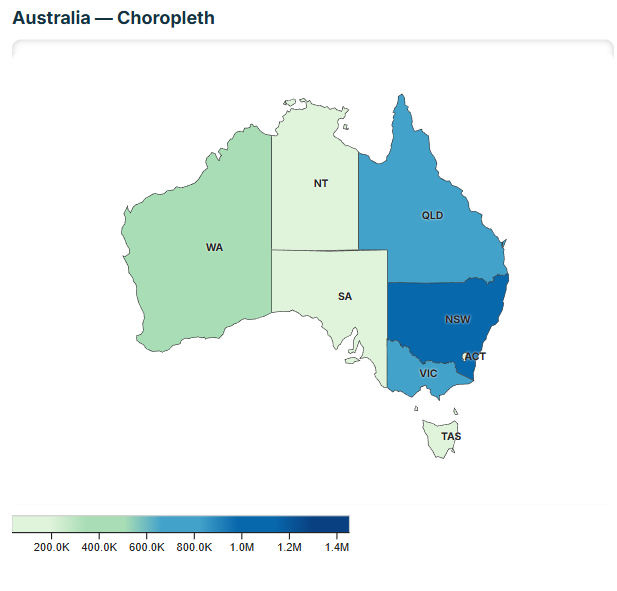 Australia — Choropleth
NT
QLD
WA
SA
NSW
ACT
VIC
TAS
200.0K 400.0K 600.0K 800.0K 1.0M 1.2M 1.4M